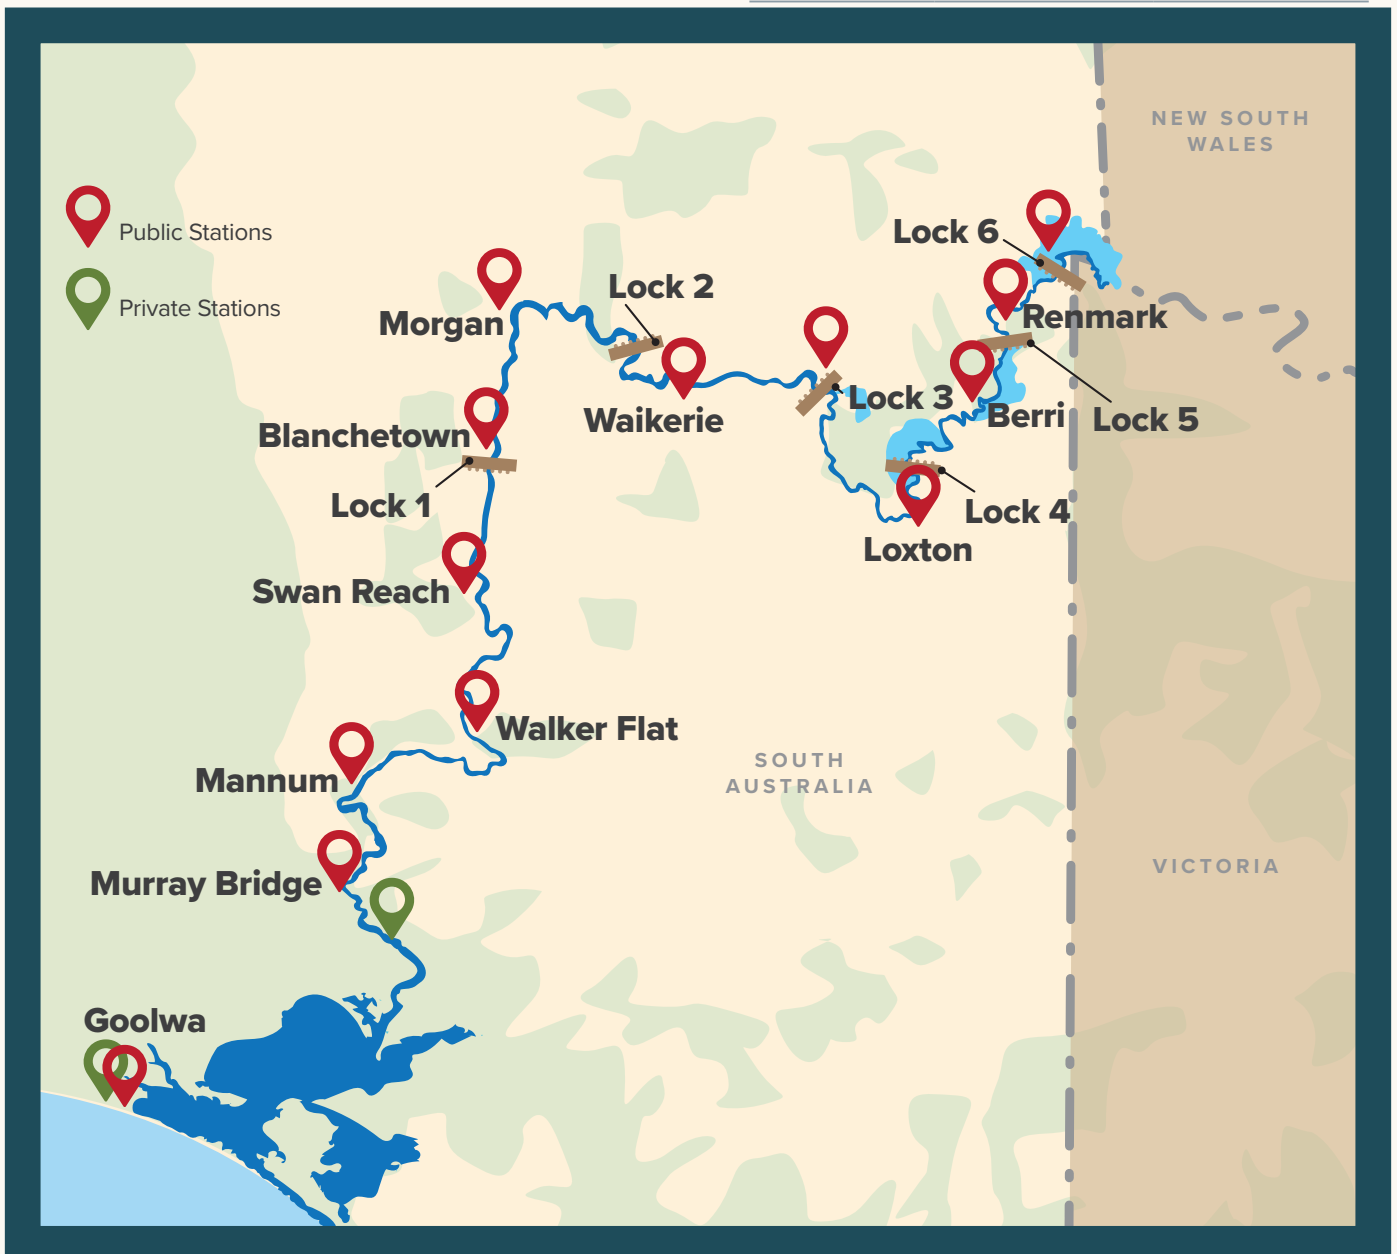 NEW SOUTH
WALES
Public Stations
Lock 6
Private Stations
Lock 2
Morgan
Renmark
Lock 3
Berri
Waikerie
Lock 5
Blanchetown
Lock 1
Lock 4
Loxton
Swan Reach
Walker Flat
SOUTH
AUSTRALIA
Mannum
VICTORIA
Murray Bridge
Goolwa